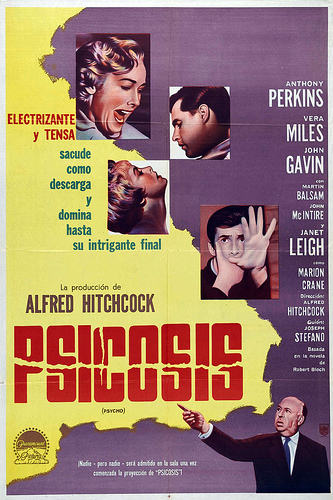 ELECTRIZANTE
y TENSA
sacude
como
descarga
y
domina
hasta
su intrigante final
ANTHONY
PERKINS
VERA
MILES
JOHN
GAVIN
con
MARTIN
BALSAM
JOHN
McINTIRE
y
JANET
LEIGH
como
MARION
CRANE
Dirección:
ALFRED
HITCHCOCK
Guión:
JOSEPH
STEFANO
Basada
en la novela
de
Robert Bloch
La producción de
ALFRED HITCHCOCK
PSICOSIS
(PSYCHO)
Paramount
¡Nadie - pero nadie - será admitido en la sala una vez
comenzada la proyección de "PSICOSIS"!